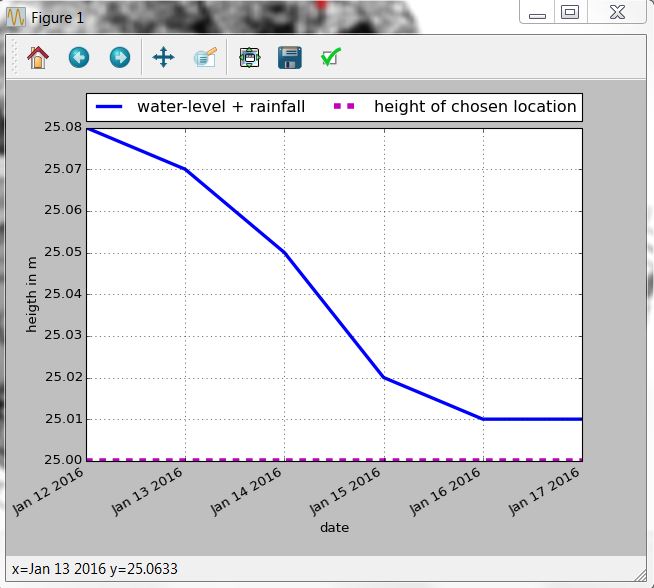 Figure 1
water-level + rainfall height of chosen location
25.08
25.07
25.06
25.05
25.04
25.03
25.02
25.01
25.00
heigth in m
Jan 12 2016 Jan 13 2016 Jan 14 2016 Jan 15 2016 Jan 16 2016 Jan 17 2016
date
x=Jan 13 2016 y=25.0633